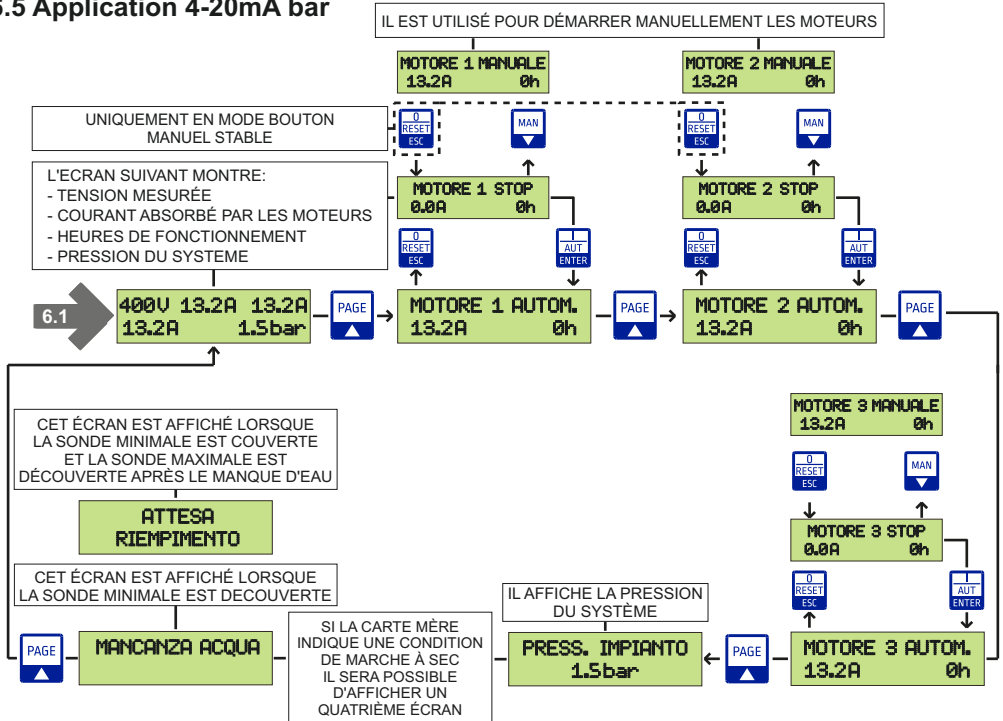 6.5 Application 4-20mA bar
IL EST UTILISÉ POUR DÉMARRER MANUELLEMENT LES MOTEURS
MOTORE 1 MANUALE
13.2A 0h
MOTORE 2 MANUALE
13.2A 0h
UNIQUEMENT EN MODE BOUTON
MANUEL STABLE
0
RESET
ESC
MAN
0
RESET
ESC
MAN
L'ECRAN SUIVANT MONTRE:
- TENSION MESURÉE
- COURANT ABSORBÉ PAR LES MOTEURS
- HEURES DE FONCTIONNEMENT
- PRESSION DU SYSTEME
MOTORE 1 STOP
0.0A 0h
MOTORE 2 STOP
0.0A 0h
0
RESET
ESC
I
AUT
ENTER
0
RESET
ESC
I
AUT
ENTER
6.1
400V 13.2A 13.2A
13.2A 1.5bar
PAGE
MOTORE 1 AUTOM.
13.2A 0h
PAGE
MOTORE 2 AUTOM.
13.2A 0h
PAGE
CET ÉCRAN EST AFFICHÉ LORSQUE
LA SONDE MINIMALE EST COUVERTE
ET LA SONDE MAXIMALE EST
DÉCOUVERTE APRÈS LE MANQUE D'EAU
ATTESA
RIEMPIMENTO
MOTORE 3 MANUALE
13.2A 0h
0
RESET
ESC
MAN
MOTORE 3 STOP
0.0A 0h
0
RESET
ESC
I
AUT
ENTER
CET ÉCRAN EST AFFICHÉ LORSQUE
LA SONDE MINIMALE EST DECOUVERTE
PAGE
MANCANZA ACQUA
SI LA CARTE MÈRE
INDIQUE UNE CONDITION
DE MARCHE À SEC
IL SERA POSSIBLE
D'AFFICHER UN
QUATRIÈME ÉCRAN
IL AFFICHE LA PRESSION
DU SYSTÈME
PRESS. IMPIANTO
1.5bar
PAGE
MOTORE 3 AUTOM.
13.2A 0h